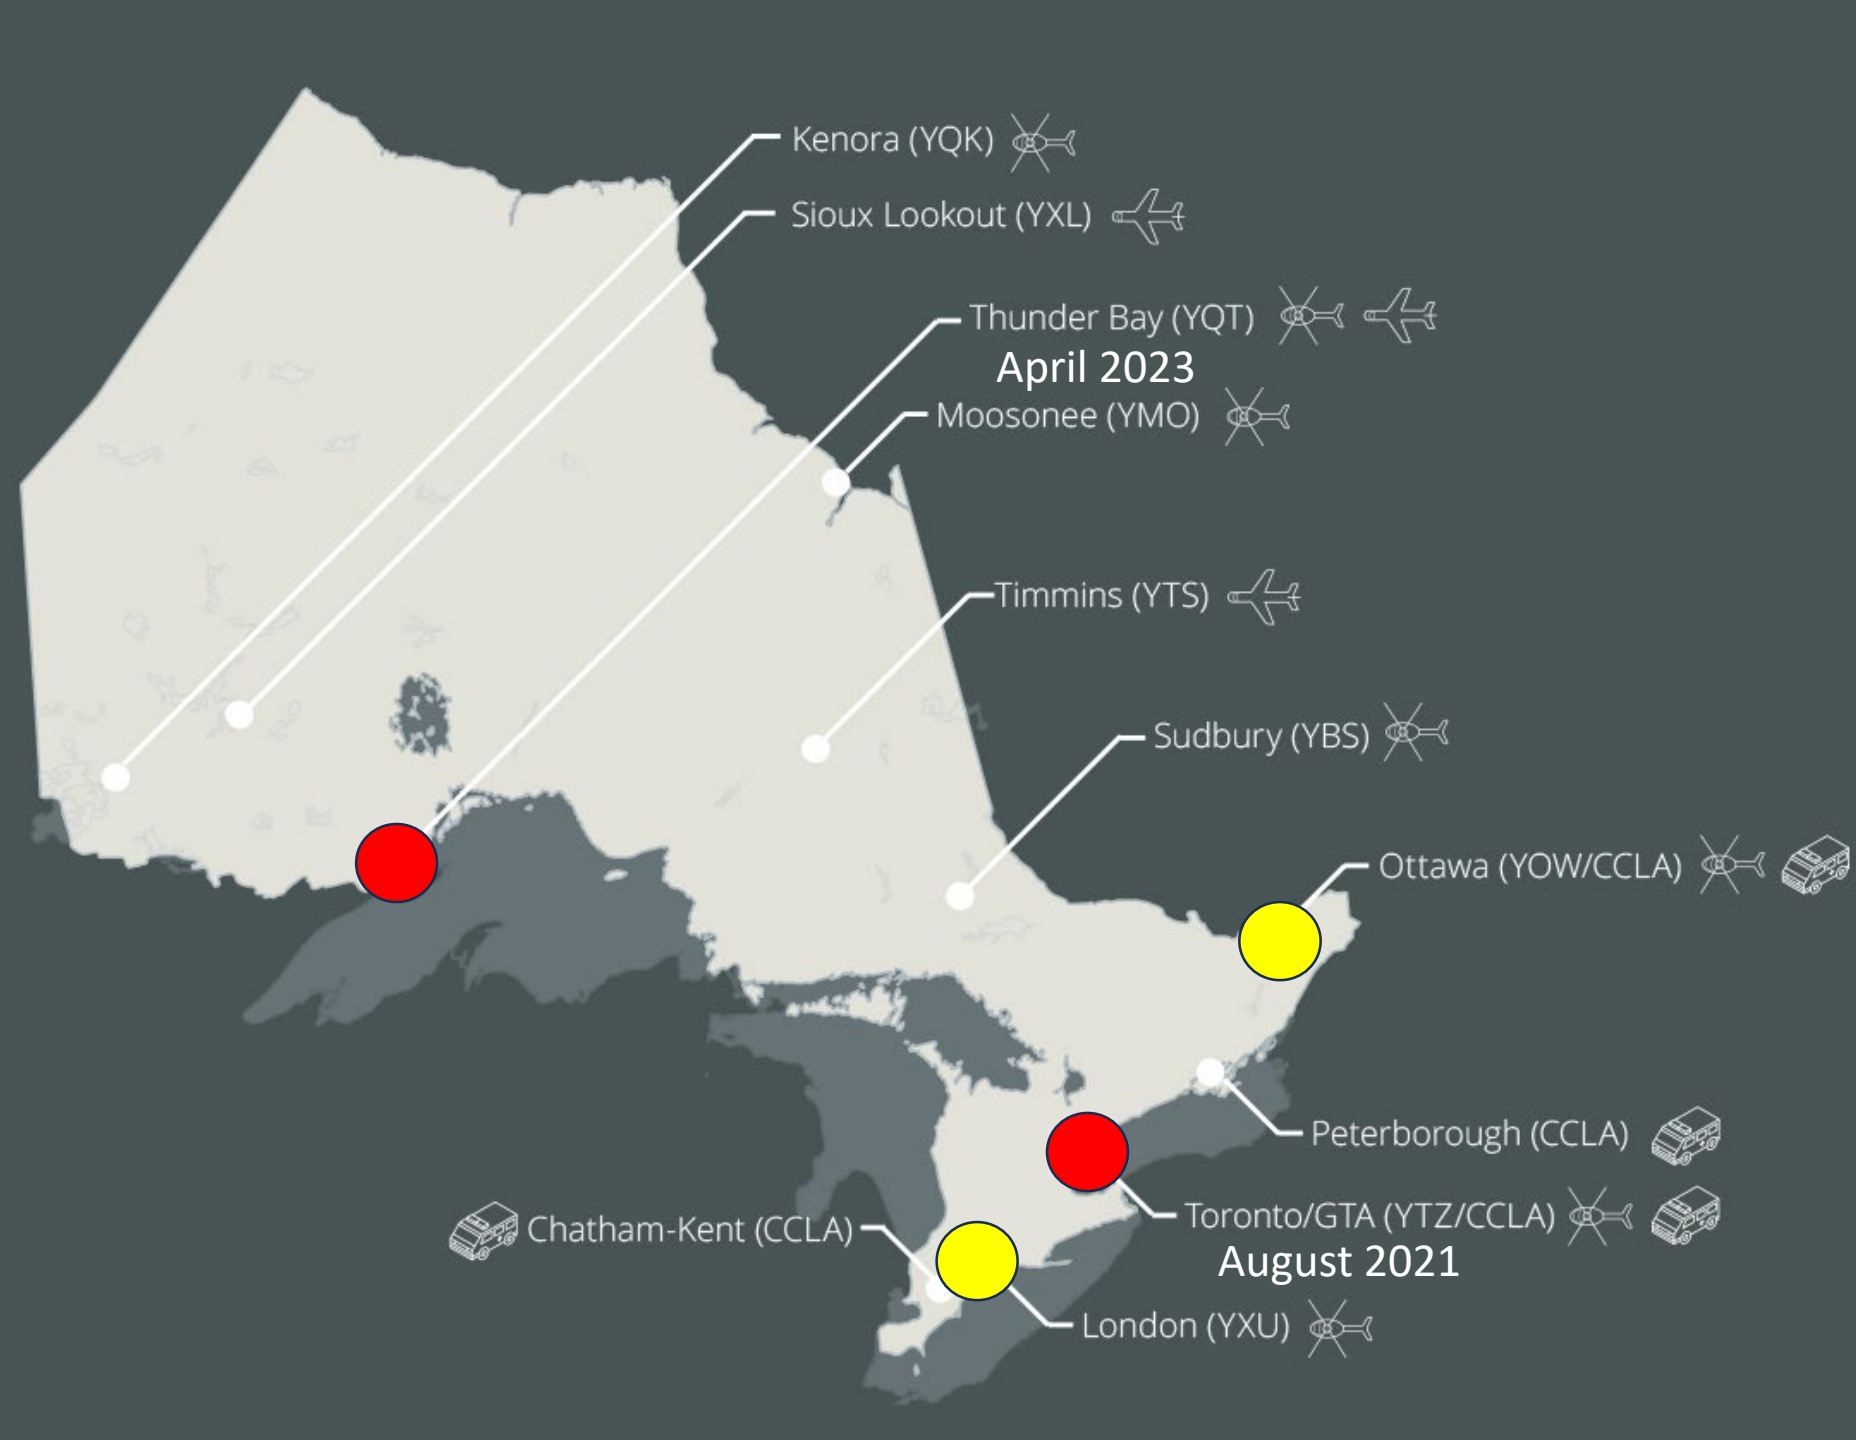 Kenora (YQK)
Sioux Lookout (YXL)
Thunder Bay (YQT)
April 2023
Moosonee (YMO)
Timmins (YTS)
Sudbury (YBS)
Ottawa (YOW/CCLA)
Peterborough (CCLA)
Toronto/GTA (YTZ/CCLA)
August 2021
Chatham-Kent (CCLA)
London (YXU)